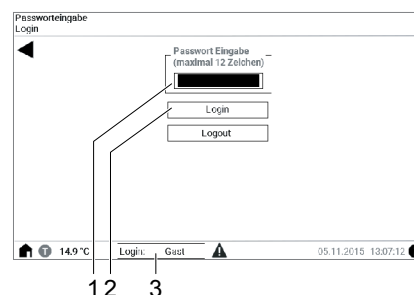 Passworteingabe
Login
Passwort Eingabe
(maximal 12 Zeichen)
Login
Logout
T 14.9 °C Login: Gast 05.11.2015 13:07:12
1 2 3